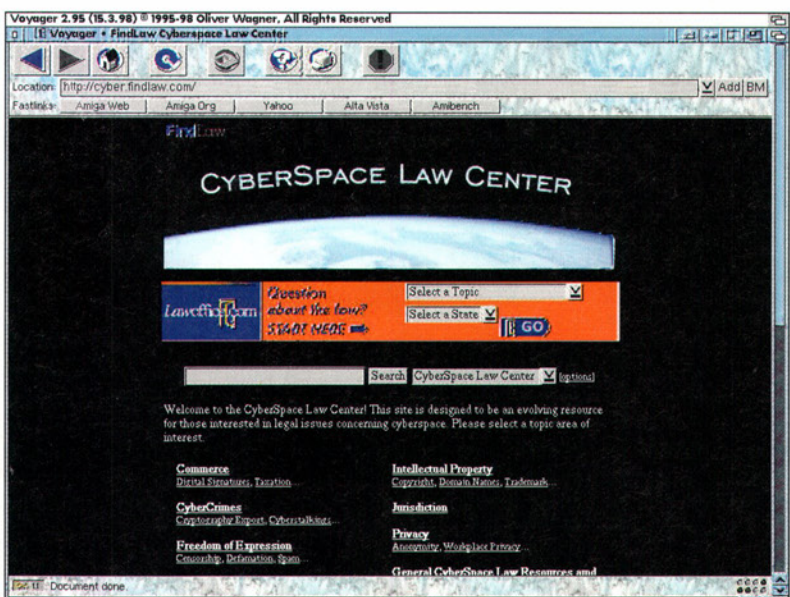 Voyager 2.95 (15.3.98) © 1995-98 Oliver Wagner, All Rights Reserved
Voyager • FindLaw Cyberspace Law Center
Location: http://cyber.findlaw.com/ Add BM
Fastlinks: Amiga Web Amiga Org Yahoo Alta Vista Amibench
FindLaw
CYBERSPACE LAW CENTER
Lawoffice.com
Question
about the law?
START HERE
Select a Topic
Select a State
GO
Search CyberSpace Law Center [options]
Welcome to the CyberSpace Law Center! This site is designed to be an evolving resource
for those interested in legal issues concerning cyberspace. Please select a topic area of
interest.
Commerce
Digital Signatures, Taxation...
CyberCrimes
Cryptography Export, Cyberstalking...
Freedom of Expression
Censorship, Defamation, Spam...
Intellectual Property
Copyright, Domain Names, Trademark...
Jurisdiction
Privacy
Anonymity, Workplace Privacy...
General CyberSpace Law Resources and
Document done.